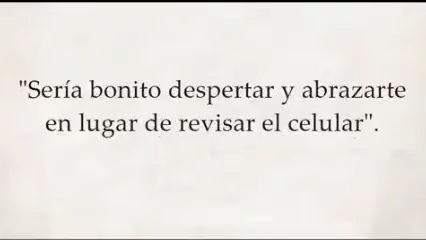 "Sería bonito despertar y abrazarte
en lugar de revisar el celular".